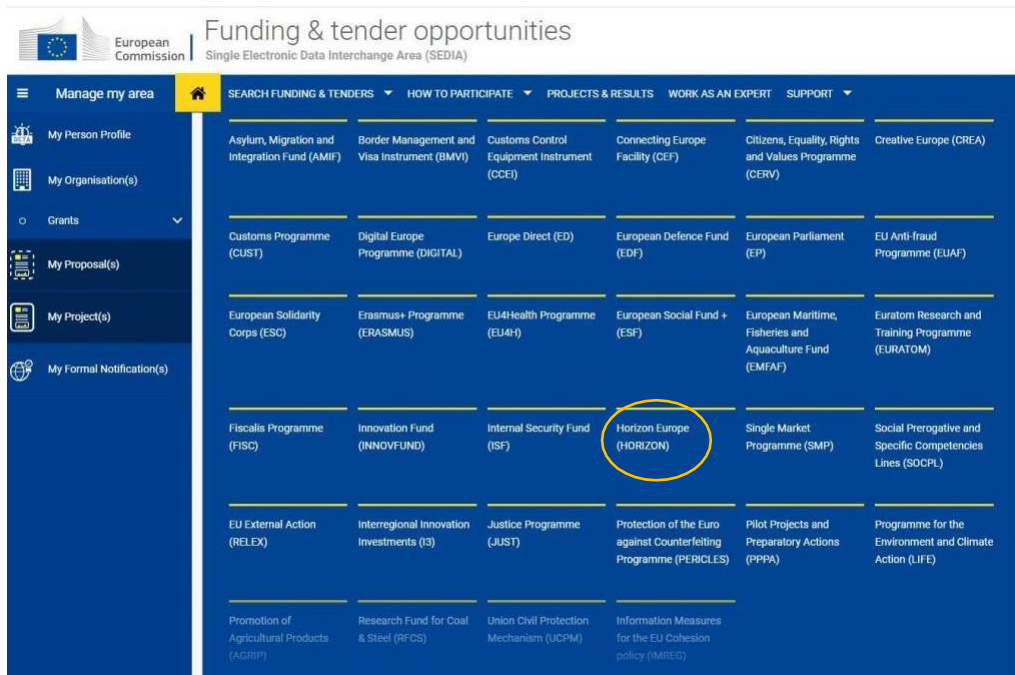 European
Commission
Funding & tender opportunities
Single Electronic Data Interchange Area (SEDIA)
Manage my area
SEARCH FUNDING & TENDERS
HOW TO PARTICIPATE
PROJECTS & RESULTS
WORK AS AN EXPERT
SUPPORT
BETA
My Person Profile
My Organisation(s)
Grants
My Proposal(s)
My Project(s)
My Formal Notification(s)
Asylum, Migration and
Integration Fund (AMIF)
Border Management and
Visa Instrument (BMVI)
Customs Control
Equipment Instrument
(CCEI)
Connecting Europe
Facility (CEF)
Citizens, Equality, Rights
and Values Programme
(CERV)
Creative Europe (CREA)
Customs Programme
(CUST)
Digital Europe
Programme (DIGITAL)
Europe Direct (ED)
European Defence Fund
(EDF)
European Parliament
(EP)
EU Anti-fraud
Programme (EUAF)
European Solidarity
Corps (ESC)
Erasmus+ Programme
(ERASMUS)
EU4Health Programme
(EU4H)
European Social Fund +
(ESF)
European Maritime,
Fisheries and
Aquaculture Fund
(EMFAF)
Euratom Research and
Training Programme
(EURATOM)
Fiscalis Programme
(FISC)
Innovation Fund
(INNOVFUND)
Internal Security Fund
(ISF)
Horizon Europe
(HORIZON)
Single Market
Programme (SMP)
Social Prerogative and
Specific Competencies
Lines (SOCPL)
EU External Action
(RELEX)
Interregional Innovation
Investments (I3)
Justice Programme
(JUST)
Protection of the Euro
against Counterfeiting
Programme (PERICLES)
Pilot Projects and
Preparatory Actions
(PPPA)
Programme for the
Environment and Climate
Action (LIFE)
Promotion of
Agricultural Products
(AGRIP)
Research Fund for Coal
& Steel (RFCS)
Union Civil Protection
Mechanism (UCPM)
Information Measures
for the EU Cohesion
policy (IMREG)